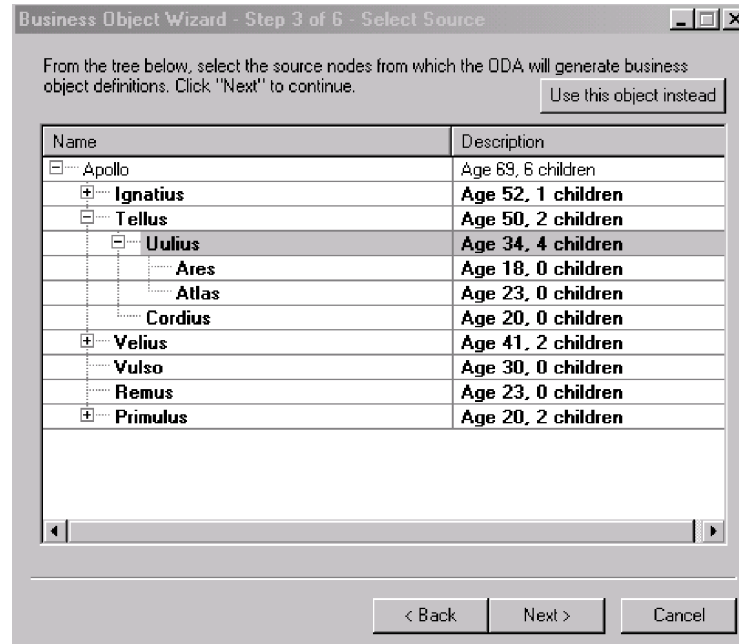 Business Object Wizard - Step 3 of 6 - Select Source
From the tree below, select the source nodes from which the ODA will generate business
object definitions. Click "Next" to continue.
Use this object instead
Name Description
Apollo Age 69, 6 children
Ignatius Age 52, 1 children
Tellus Age 50, 2 children
Uulius Age 34, 4 children
Ares Age 18, 0 children
Atlas Age 23, 0 children
Cordius Age 20, 0 children
Velius Age 41, 2 children
Vulso Age 30, 0 children
Remus Age 23, 0 children
Primulus Age 20, 2 children
< Back Next > Cancel